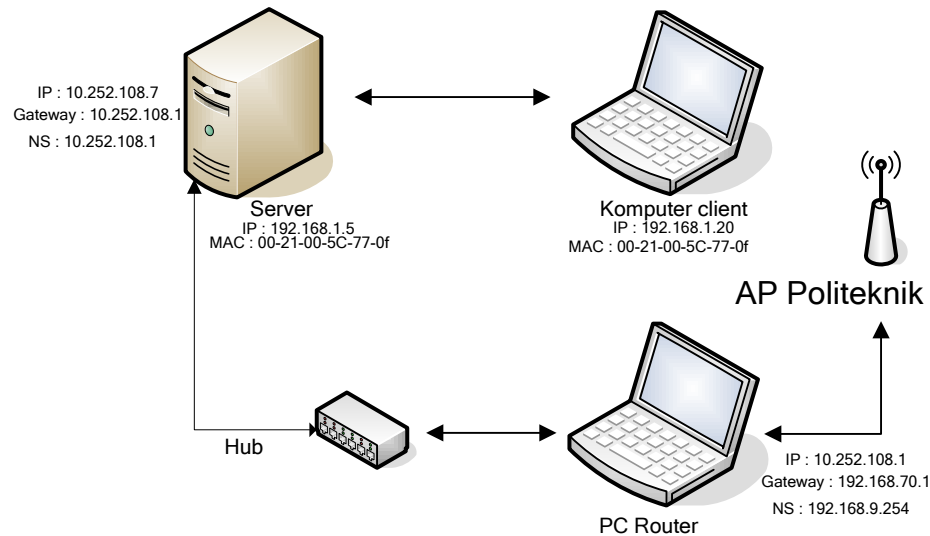 IP : 10.252.108.7
Gateway : 10.252.108.1
NS : 10.252.108.1
Server
IP : 192.168.1.5
MAC : 00-21-00-5C-77-0f
Komputer client
IP : 192.168.1.20
MAC : 00-21-00-5C-77-0f
AP Politeknik
Hub
PC Router
IP : 10.252.108.1
Gateway : 192.168.70.1
NS : 192.168.9.254